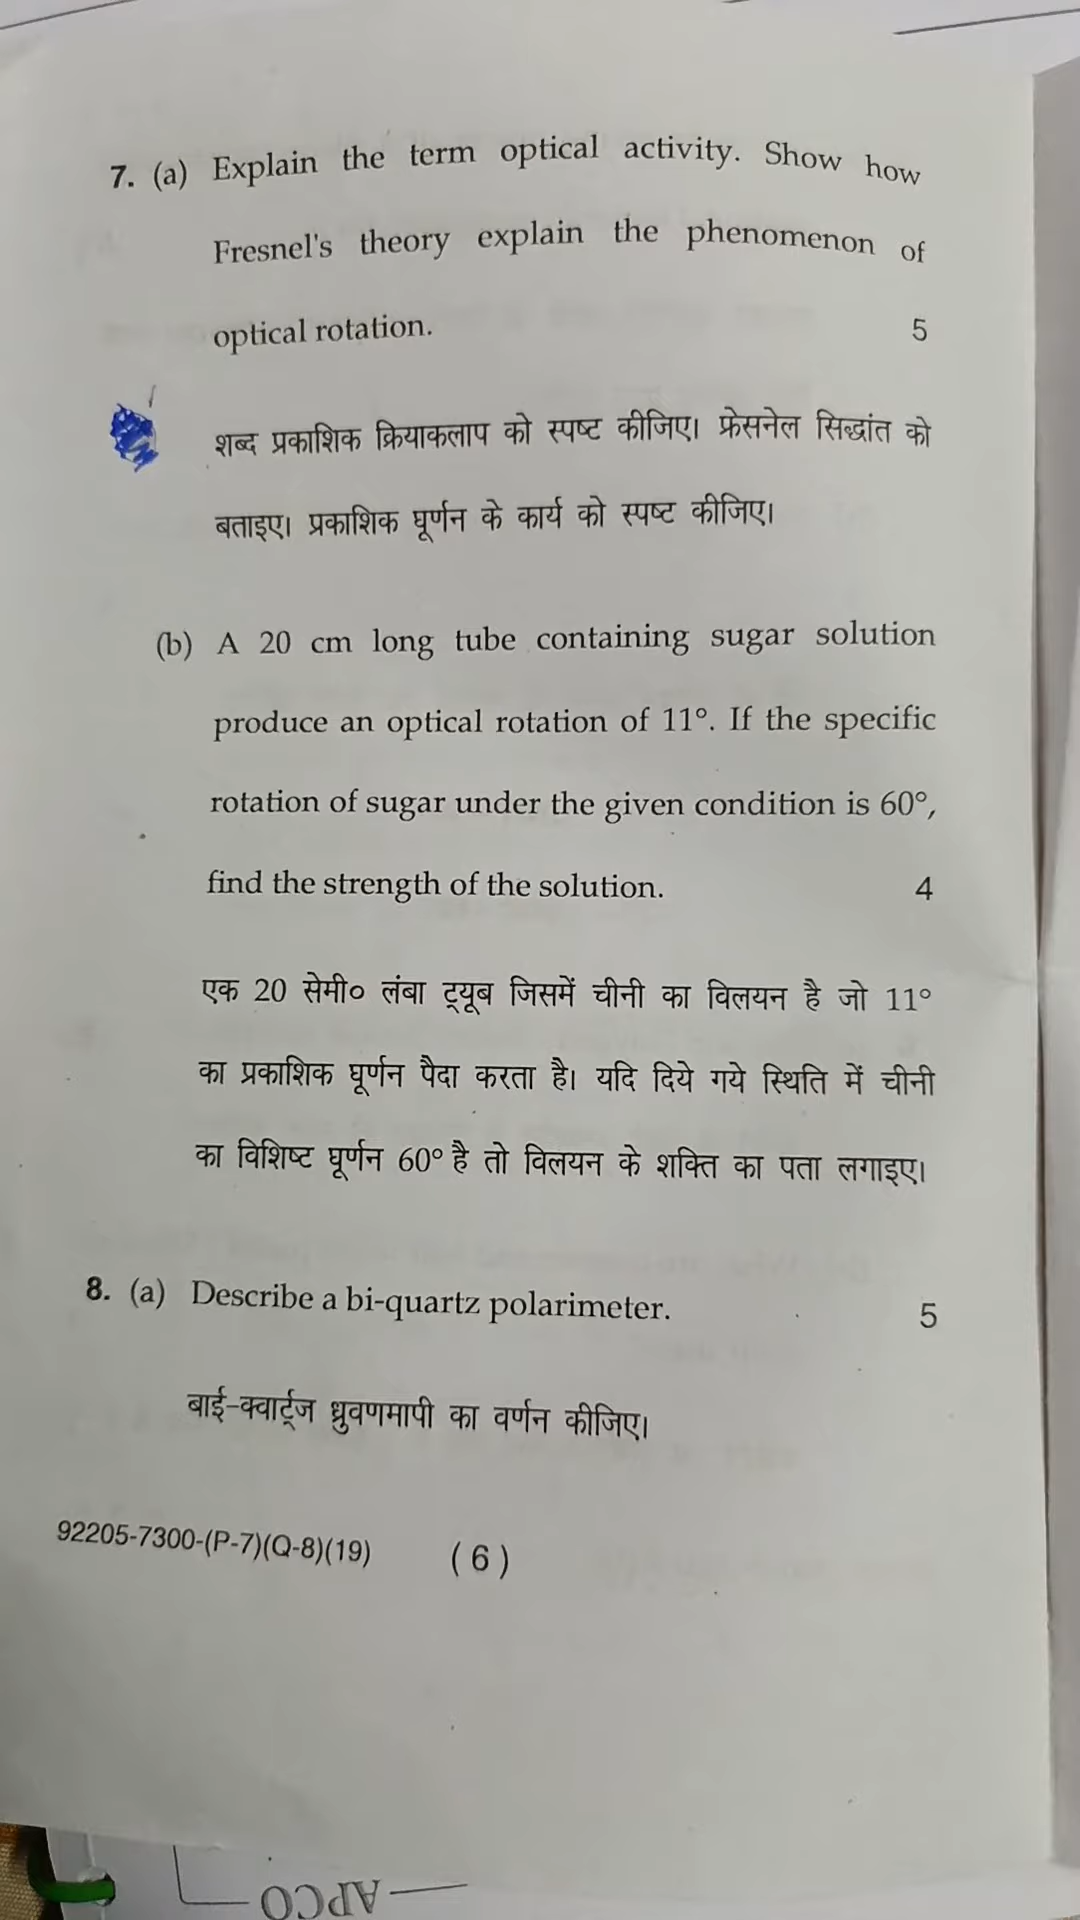 7. (a) Explain the term optical activity. Show how
Fresnel's theory explain the phenomenon of
optical rotation. 5
शब्द प्रकाशिक क्रियाकलाप को स्पष्ट कीजिए। फ्रेसनेल सिद्धांत को
बताइए। प्रकाशिक घूर्णन के कार्य को स्पष्ट कीजिए।
(b) A 20 cm long tube containing sugar solution
produce an optical rotation of 11°. If the specific
rotation of sugar under the given condition is 60°,
find the strength of the solution. 4
एक 20 सेमी० लंबा ट्यूब जिसमें चीनी का विलयन है जो 11°
का प्रकाशिक घूर्णन पैदा करता है। यदि दिये गये स्थिति में चीनी
का विशिष्ट घूर्णन 60° है तो विलयन के शक्ति का पता लगाइए।
8. (a) Describe a bi-quartz polarimeter. 5
बाई-क्वार्ट्ज ध्रुवणमापी का वर्णन कीजिए।
92205-7300-(P-7)(Q-8)(19) (6)
APCO